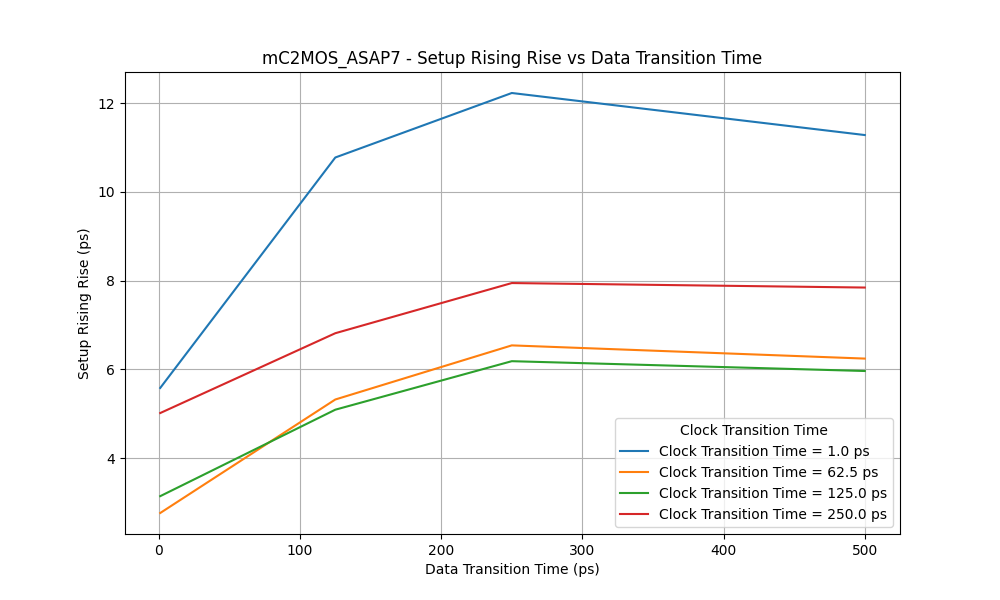 mC2MOS_ASAP7 - Setup Rising Rise vs Data Transition Time
Setup Rising Rise (ps)
12
10
8
6
4
Clock Transition Time
Clock Transition Time = 1.0 ps
Clock Transition Time = 62.5 ps
Clock Transition Time = 125.0 ps
Clock Transition Time = 250.0 ps
0 100 200 300 400 500
Data Transition Time (ps)